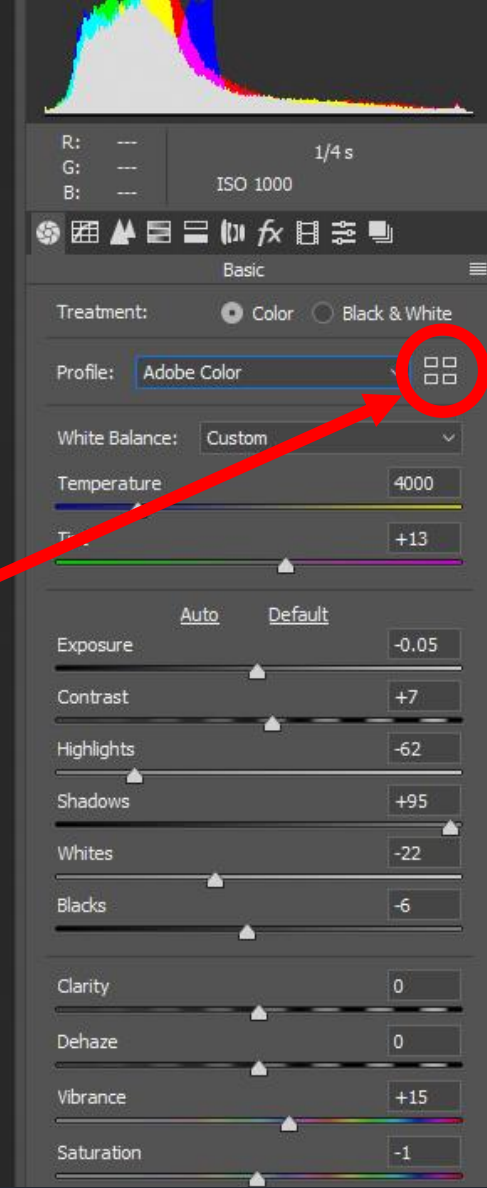 R: ---
G: ---
B: ---
1/4 s
ISO 1000
fx
Basic
Treatment: Color Black & White
Profile: Adobe Color
White Balance: Custom
Temperature 4000
+13
Auto Default
Exposure -0.05
Contrast +7
Highlights -62
Shadows +95
Whites -22
Blacks -6
Clarity 0
Dehaze 0
Vibrance +15
Saturation -1